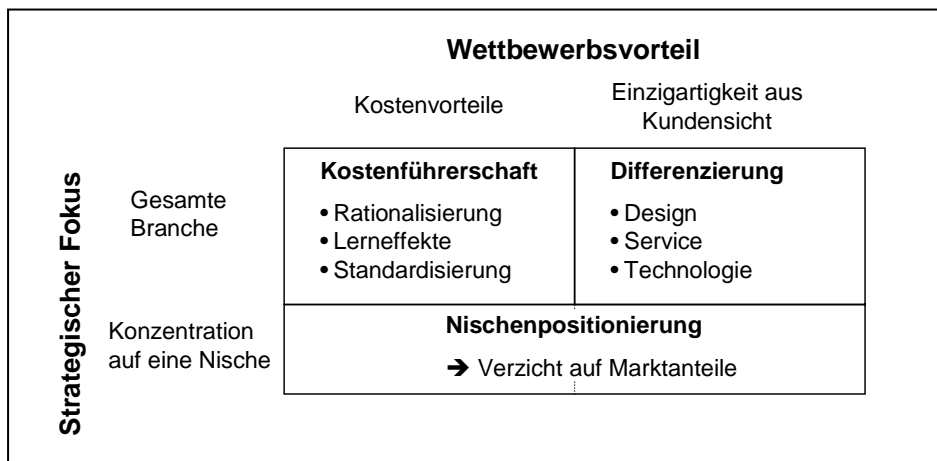 Wettbewerbsvorteil
Kostenvorteile
Einzigartigkeit aus
Kundensicht
Strategischer Fokus
Gesamte
Branche
Kostenführerschaft
• Rationalisierung
• Lerneffekte
• Standardisierung
Differenzierung
• Design
• Service
• Technologie
Konzentration
auf eine Nische
Nischenpositionierung
➔ Verzicht auf Marktanteile